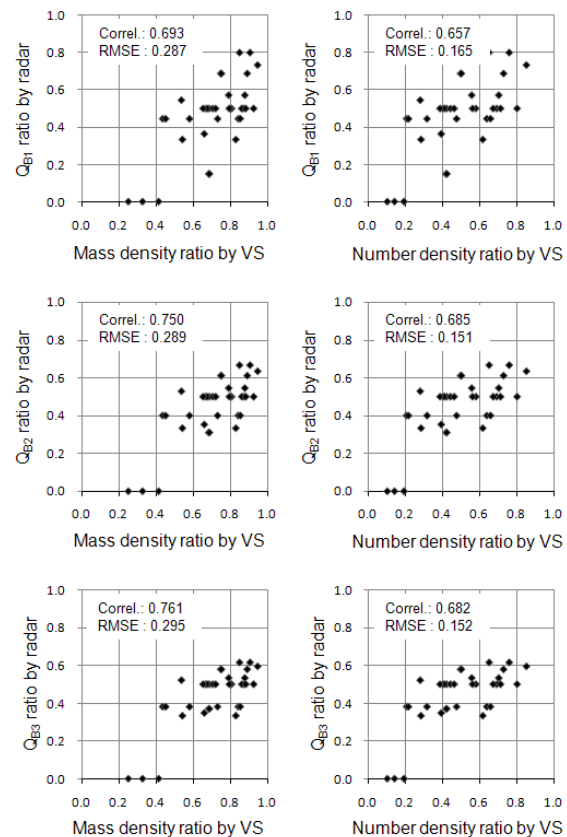 Correl.: 0.693
RMSE : 0.287
1.0
0.8
0.6
0.4
0.2
0.0
0.0 0.2 0.4 0.6 0.8 1.0
QB1 ratio by radar
Mass density ratio by VS
Correl.: 0.657
RMSE : 0.165
1.0
0.8
0.6
0.4
0.2
0.0
0.0 0.2 0.4 0.6 0.8 1.0
QB1 ratio by radar
Number density ratio by VS
Correl.: 0.750
RMSE : 0.289
1.0
0.8
0.6
0.4
0.2
0.0
0.0 0.2 0.4 0.6 0.8 1.0
QB2 ratio by radar
Mass density ratio by VS
Correl.: 0.685
RMSE : 0.151
1.0
0.8
0.6
0.4
0.2
0.0
0.0 0.2 0.4 0.6 0.8 1.0
QB2 ratio by radar
Number density ratio by VS
Correl.: 0.761
RMSE : 0.295
1.0
0.8
0.6
0.4
0.2
0.0
0.0 0.2 0.4 0.6 0.8 1.0
QB3 ratio by radar
Mass density ratio by VS
Correl.: 0.682
RMSE : 0.152
1.0
0.8
0.6
0.4
0.2
0.0
0.0 0.2 0.4 0.6 0.8 1.0
QB3 ratio by radar
Number density ratio by VS